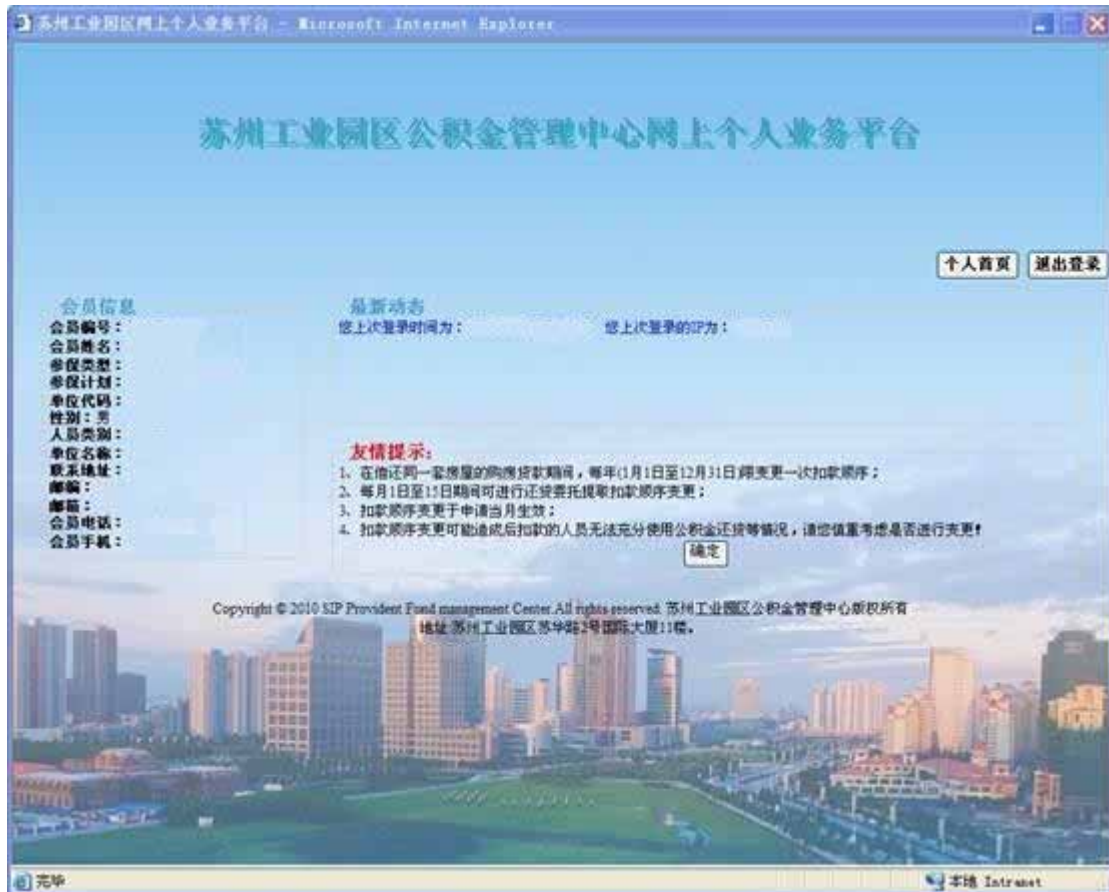 苏州工业园区网上个人业务平台 - Microsoft Internet Explorer
苏州工业园区公积金管理中心网上个人业务平台
个人首页 退出登录
会员信息
会员编号：
会员姓名：
参保类型：
参保计划：
单位代码：
性别：男
人员类别：
单位名称：
联系地址：
邮编：
邮箱：
会员电话：
会员手机：
最新动态
您上次登录时间为： 您上次登录的IP为：
友情提示：
1、在偿还同一套房屋的购房贷款期间，每年(1月1日至12月31日)限变更一次扣款顺序；
2、每月1日至15日期间可进行还贷委托提取扣款顺序变更；
3、扣款顺序变更于申请当月生效；
4、扣款顺序变更可能造成后扣款的人员无法充分使用公积金还贷等情况，请您慎重考虑是否进行变更！
确定
Copyright © 2010 SIP Provident Fund management Center.All rights reserved. 苏州工业园区公积金管理中心版权所有
地址:苏州工业园区苏华路2号国际大厦11楼。
完毕
本地 Intranet